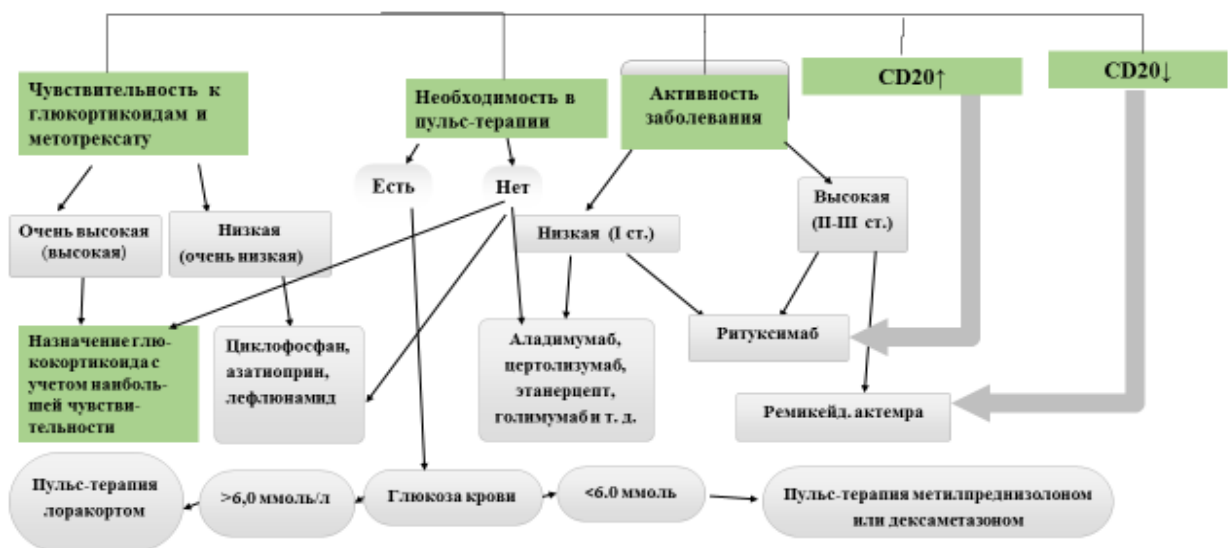 Чувствительность к
глюкортикоидам и
метотрексату
Необходимость в
пульс-терапии
Активность
заболевания
CD20↑
CD20↓
Есть
Нет
Очень высокая
(высокая)
Низкая
(очень низкая)
Низкая (I ст.)
Высокая
(II-III ст.)
Назначение глю-
кокортикоида с
учетом наиболь-
шей чувстви-
тельности
Циклофосфан,
азатиоприн,
лефлюнамид
Аладимумаб,
цертолизумаб,
этанерцепт,
голимумаб и т. д.
Ритуксимаб
Ремикейд. актемра
Пульс-терапия
лоракортом
>6,0 ммоль/л
Глюкоза крови
<6.0 ммоль
Пульс-терапия метилпреднизолоном
или дексаметазоном